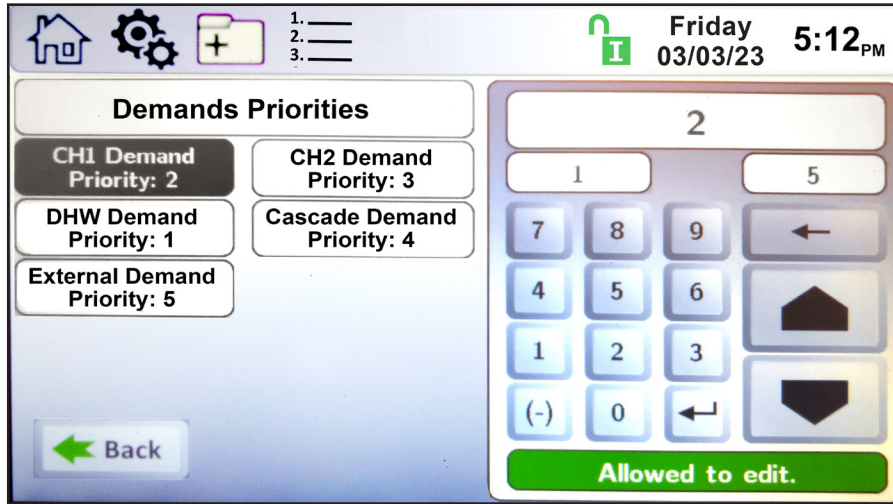 1.
2.
3.
Friday
03/03/23
5:12PM
Demands Priorities
CH1 Demand
Priority: 2
CH2 Demand
Priority: 3
DHW Demand
Priority: 1
Cascade Demand
Priority: 4
External Demand
Priority: 5
Back
2
1
5
7
8
9
4
5
6
1
2
3
(-)
0
Allowed to edit.